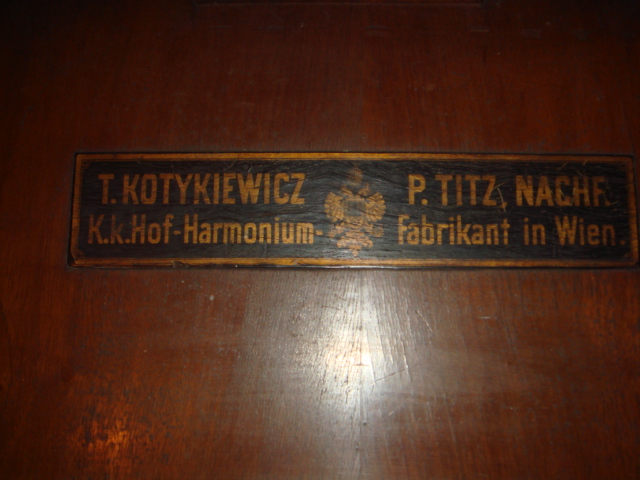 T. KOTYKIEWICZ P. TITZ, NACHF.
K.k.Hof-Harmonium- Fabrikant in Wien.